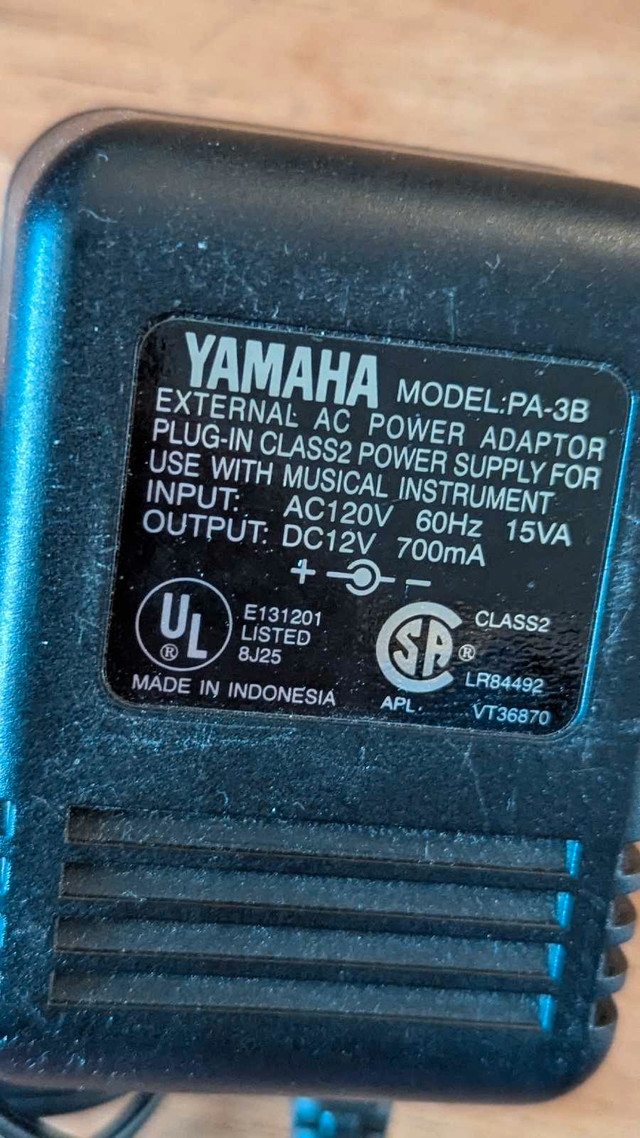 YAMAHA MODEL:PA-3B
EXTERNAL AC POWER ADAPTOR
PLUG-IN CLASS2 POWER SUPPLY FOR
USE WITH MUSICAL INSTRUMENT
INPUT: AC120V 60Hz 15VA
OUTPUT: DC12V 700mA
+ −
UL ®
E131201
LISTED
8J25
MADE IN INDONESIA
SA ®
CLASS2
LR84492
APL
VT36870